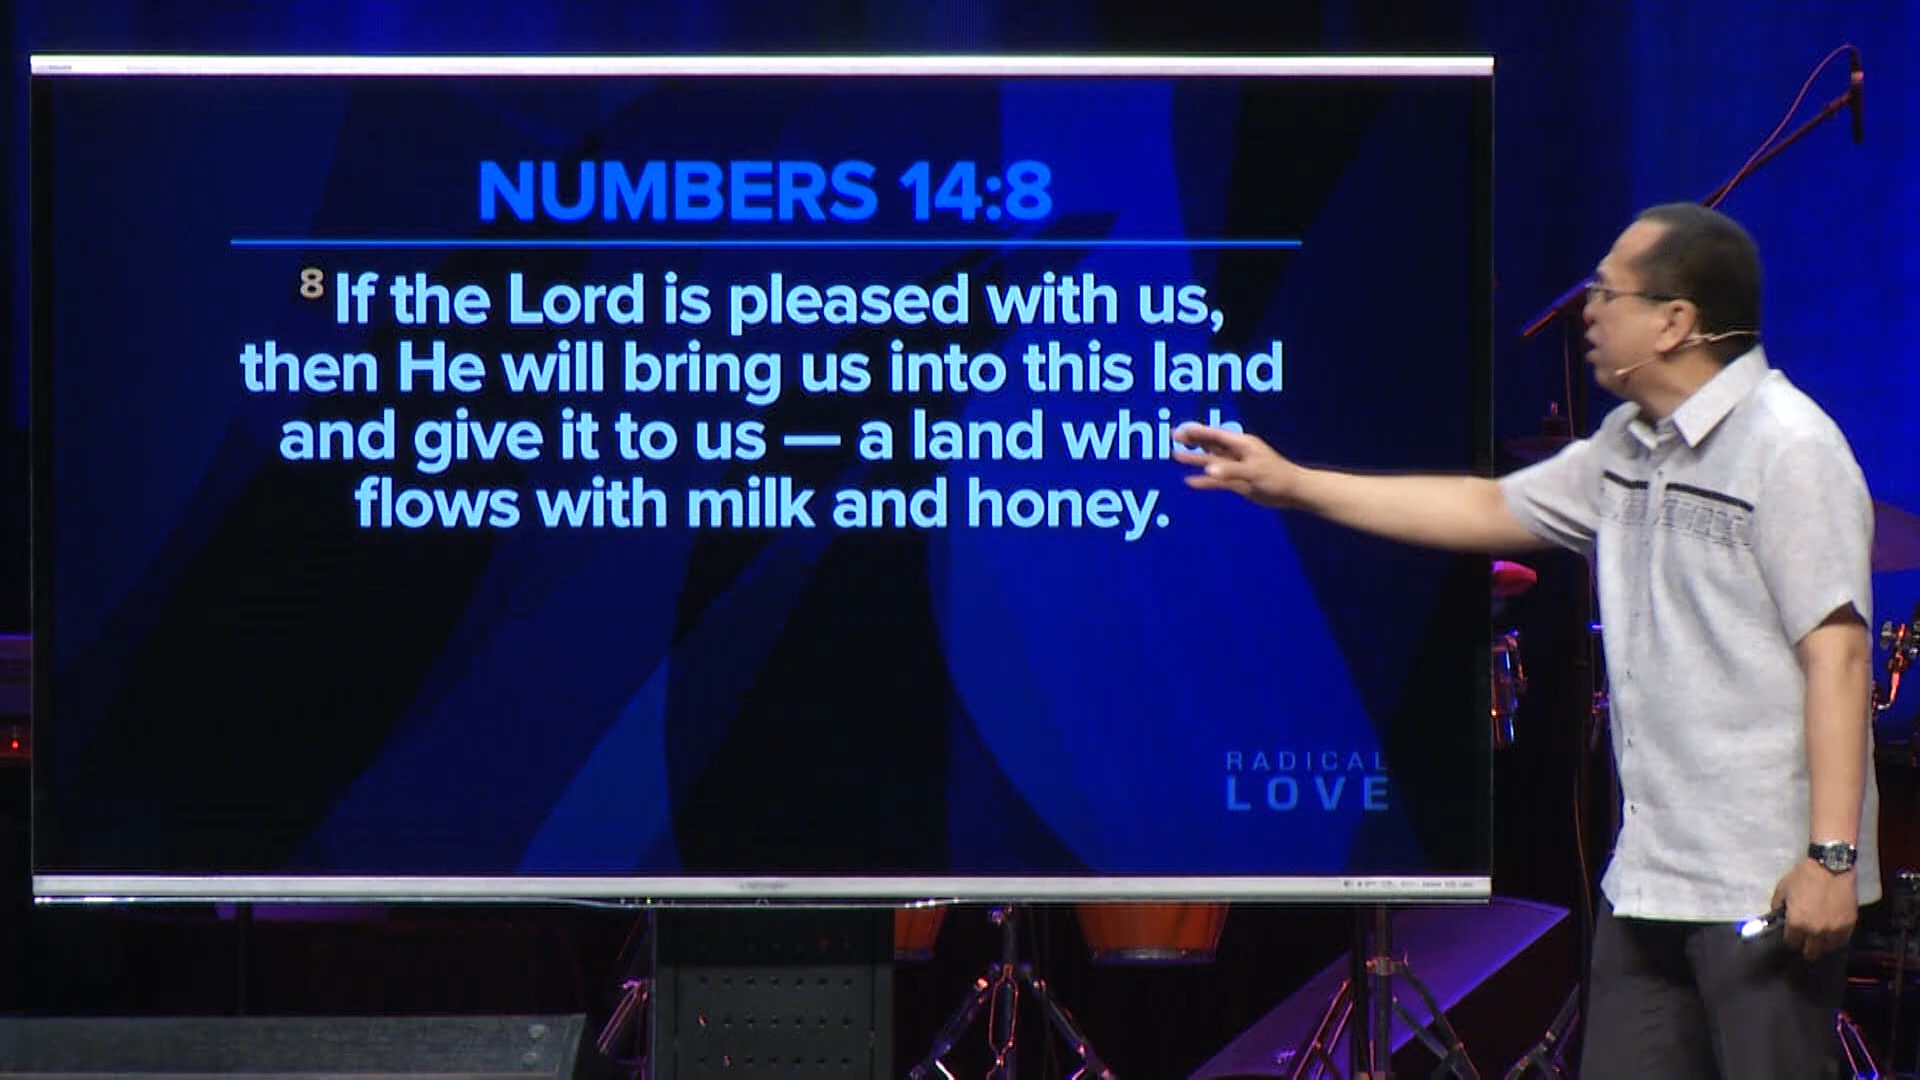 NUMBERS 14:8
8 If the Lord is pleased with us,
then He will bring us into this land
and give it to us — a land which
flows with milk and honey.
RADICAL
LOVE